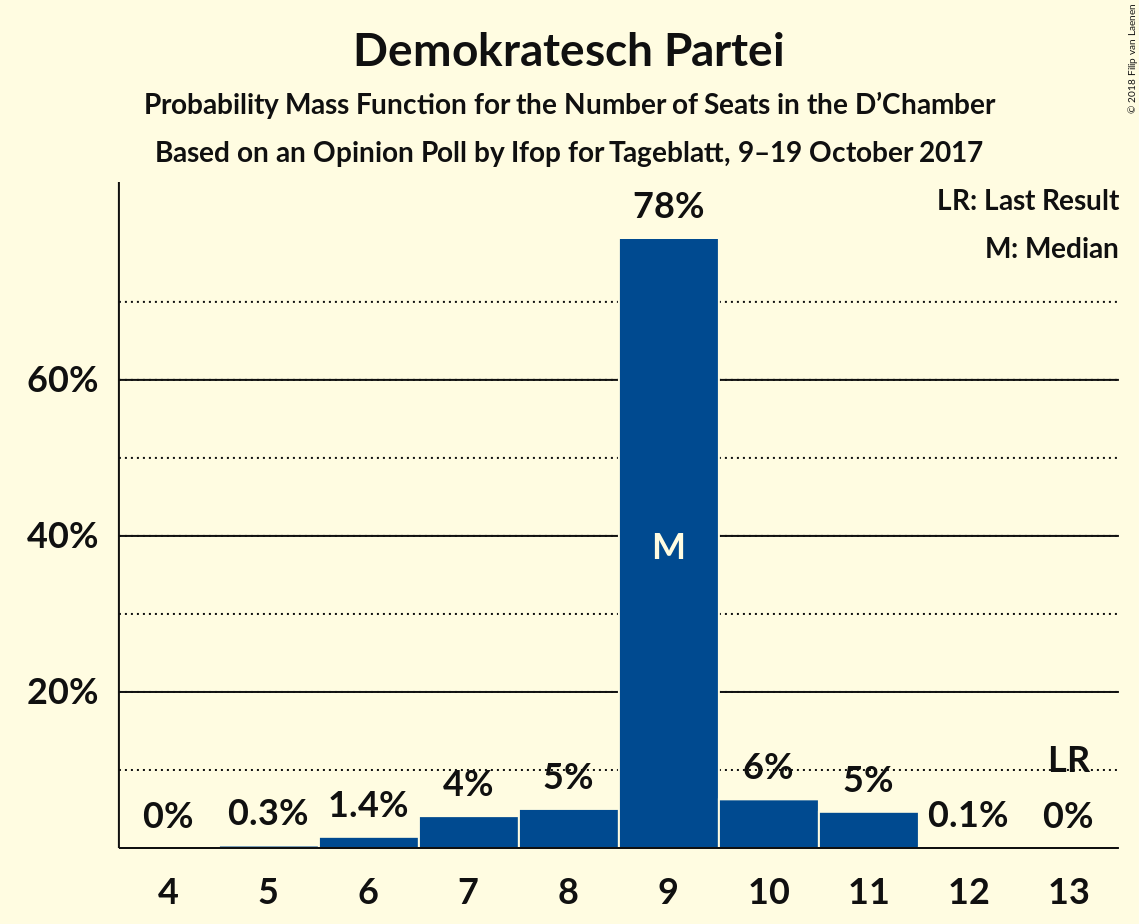 Demokratesch Partei
Probability Mass Function for the Number of Seats in the D’Chamber
Based on an Opinion Poll by Ifop for Tageblatt, 9–19 October 2017
© 2018 Filip van Laenen
LR: Last Result
M: Median
78%
60%
40%
20%
M
0%
0.3%
1.4%
4%
5%
6%
5%
0.1%
LR
0%
4 5 6 7 8 9 10 11 12 13